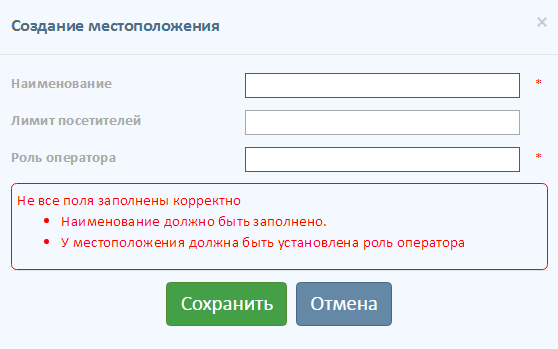 Создание местоположения ×
Наименование *
Лимит посетителей
Роль оператора *
Не все поля заполнены корректно
• Наименование должно быть заполнено.
• У местоположения должна быть установлена роль оператора
Сохранить Отмена